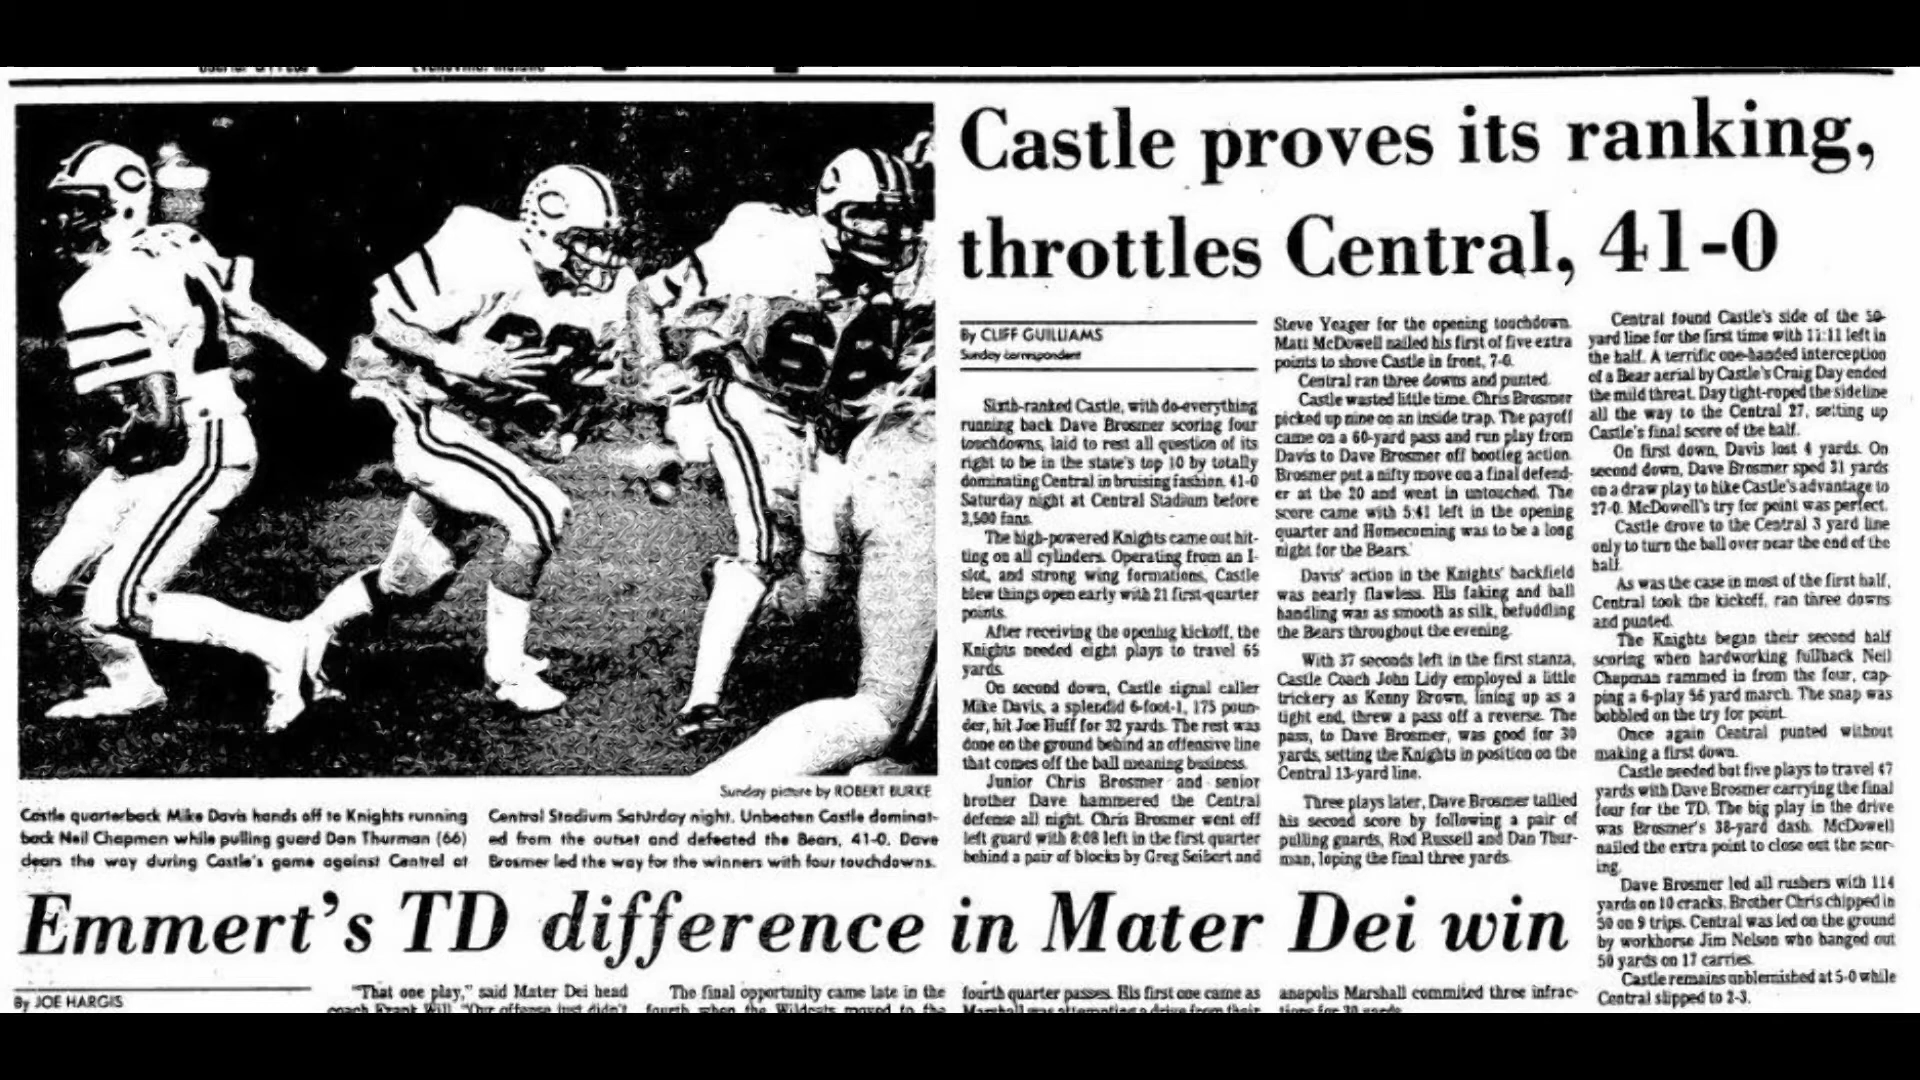 Castle proves its ranking,
throttles Central, 41-0
Sunday picture by ROBERT BURKE
Castle quarterback Mike Davis hands off to Knights running
back Neil Chapman while pulling guard Dan Thurman (66)
clears the way during Castle's game against Central at
Central Stadium Saturday night. Unbeaten Castle dominat-
ed from the outset and defeated the Bears, 41-0. Dave
Brosmer led the way for the winners with four touchdowns.
By CLIFF GUILLIAMS
Sunday correspondent
Sixth-ranked Castle, with do-everything
running back Dave Brosmer scoring four
touchdowns, laid to rest all question of its
right to be in the state's top 10 by totally
dominating Central in bruising fashion, 41-0
Saturday night at Central Stadium before
fans.
The high-powered Knights came out hit-
ting on all cylinders. Operating from an I-
slot, and strong wing formations, Castle
blew things open early with 21 first-quarter
points.
After receiving the opening kickoff, the
Knights needed eight plays to travel 65
yards.
On second down, Castle signal caller
Mike Davis, a splendid 6-foot-1, 175 poun-
der, hit Joe Huff for 32 yards. The rest was
done on the ground behind an offensive line
that comes off the ball meaning business.
Junior Chris Brosmer and senior
brother Dave hammered the Central
defense all night. Chris Brosmer went off
left guard with 8:08 left in the first quarter
behind a pair of blocks by Greg Seibert and
Steve Yeager for the opening touchdown.
Matt McDowell nailed his first of five extra
points to shove Castle in front, 7-0.
Central ran three downs and punted.
Castle wasted little time. Chris Brosmer
picked up nine on an inside trap. The payoff
came on a 60-yard pass and run play from
Davis to Dave Brosmer off bootleg action.
Brosmer put a nifty move on a final defend-
er at the 20 and went in untouched. The
score came with 5:41 left in the opening
quarter and Homecoming was to be a long
night for the Bears.
Davis' action in the Knights' backfield
was nearly flawless. His faking and ball
handling was as smooth as silk, befuddling
the Bears throughout the evening.
With 37 seconds left in the first stanza,
Castle Coach John Lidy employed a little
trickery as Kenny Brown, lining up as a
tight end, threw a pass off a reverse. The
pass, to Dave Brosmer, was good for 30
yards, setting the Knights in position on the
Central 13-yard line.
Three plays later, Dave Brosmer tallied
his second score by following a pair of
pulling guards, Rod Russell and Dan Thur-
man, loping the final three yards.
Central found Castle's side of the 50-
yard line for the first time with 11:11 left in
the half. A terrific one-handed interception
of a Bear aerial by Castle's Craig Day ended
the mild threat. Day tight-roped the sideline
all the way to the Central 27, setting up
Castle's final score of the half.
On first down, Davis lost 4 yards. On
second down, Dave Brosmer sped 31 yards
on a draw play to hike Castle's advantage to
27-0. McDowell's try for point was perfect.
Castle drove to the Central 3 yard line
only to turn the ball over near the end of the
half.
As was the case in most of the first half,
Central took the kickoff, ran three downs
and punted.
The Knights began their second half
scoring when hardworking fullback Neil
Chapman rammed in from the four, cap-
ping a 6-play 56 yard march. The snap was
bobbled on the try for point.
Once again Central punted without
making a first down.
Castle needed but five plays to travel 47
yards with Dave Brosmer carrying the final
four for the TD. The big play in the drive
was Brosmer's 38-yard dash. McDowell
nailed the extra point to close out the scor-
ing.
Dave Brosmer led all rushers with 114
yards on 10 cracks. Brother Chris chipped in
50 on 9 trips. Central was led on the ground
by workhorse Jim Nelson who banged out
50 yards on 17 carries.
Castle remains unblemished at 5-0 while
Central slipped to 2-3.
Emmert's TD difference in Mater Dei win
By JOE HARGIS
"That one play," said Mater Dei head
coach Frank Will. "Our offense just didn't
The final opportunity came late in the
fourth when the Wildcats moved to the
fourth quarter passes. His first one came as
Marshall was attempting a drive from their
anapolis Marshall commited three infrac-
tions for 30 yards.